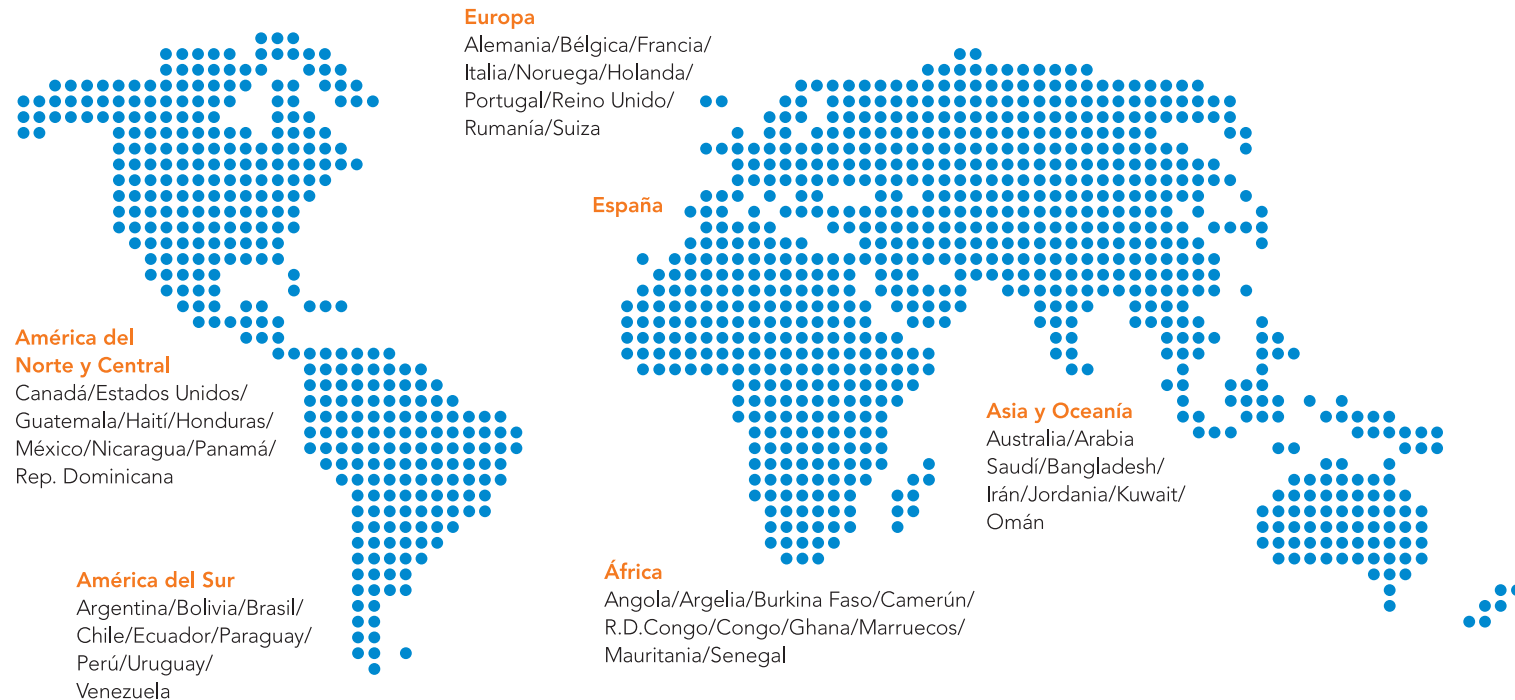 Europa
Alemania/Bélgica/Francia/
Italia/Noruega/Holanda/
Portugal/Reino Unido/
Rumanía/Suiza
España
América del
Norte y Central
Canadá/Estados Unidos/
Guatemala/Haití/Honduras/
México/Nicaragua/Panamá/
Rep. Dominicana
Asia y Oceanía
Australia/Arabia
Saudí/Bangladesh/
Irán/Jordania/Kuwait/
Omán
América del Sur
Argentina/Bolivia/Brasil/
Chile/Ecuador/Paraguay/
Perú/Uruguay/
Venezuela
África
Angola/Argelia/Burkina Faso/Camerún/
R.D.Congo/Congo/Ghana/Marruecos/
Mauritania/Senegal